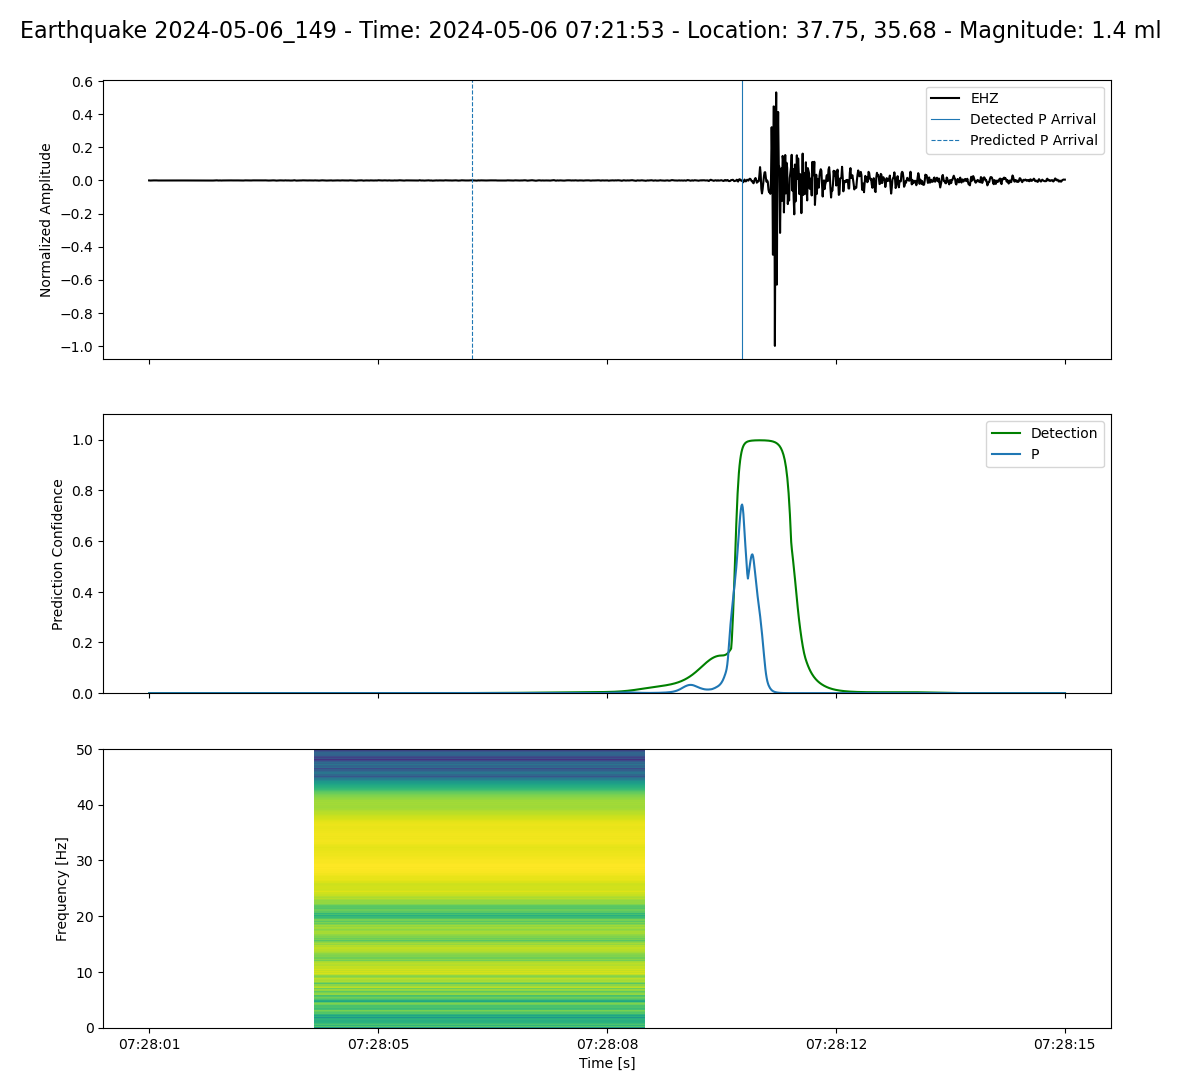 Earthquake 2024-05-06_149 - Time: 2024-05-06 07:21:53 - Location: 37.75, 35.68 - Magnitude: 1.4 ml
0.6
0.4
0.2
0.0
−0.2
−0.4
−0.6
−0.8
−1.0
Normalized Amplitude
EHZ
Detected P Arrival
Predicted P Arrival
1.0
0.8
0.6
0.4
0.2
0.0
Prediction Confidence
Detection
P
50
40
30
20
10
0
Frequency [Hz]
07:28:01 07:28:05 07:28:08 07:28:12 07:28:15
Time [s]